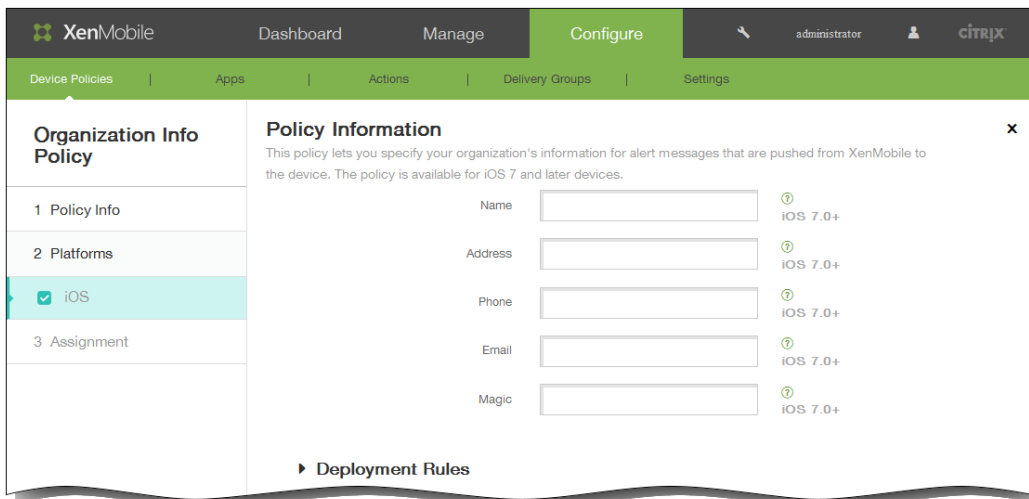 XenMobile Dashboard Manage Configure administrator CITRIX
Device Policies | Apps | Actions | Delivery Groups | Settings
Organization Info
Policy
1 Policy Info
2 Platforms
iOS
3 Assignment
Policy Information
This policy lets you specify your organization's information for alert messages that are pushed from XenMobile to
the device. The policy is available for iOS 7 and later devices.
Name
iOS 7.0+
Address
iOS 7.0+
Phone
iOS 7.0+
Email
iOS 7.0+
Magic
iOS 7.0+
Deployment Rules